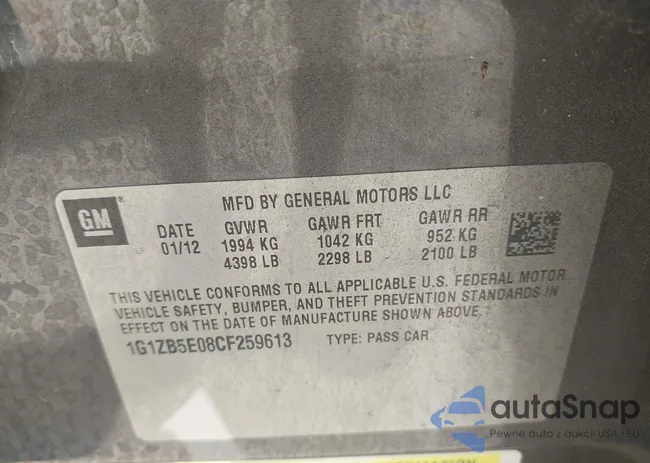 GM
MFD BY GENERAL MOTORS LLC
DATE GVWR GAWR FRT GAWR RR
01/12 1994 KG 1042 KG 952 KG
4398 LB 2298 LB 2100 LB
THIS VEHICLE CONFORMS TO ALL APPLICABLE U.S. FEDERAL MOTOR
VEHICLE SAFETY, BUMPER, AND THEFT PREVENTION STANDARDS IN
EFFECT ON THE DATE OF MANUFACTURE SHOWN ABOVE.
1G1ZB5E08CF259613 TYPE: PASS CAR
autaSnap
Pewne auta z aukcji USA - EU